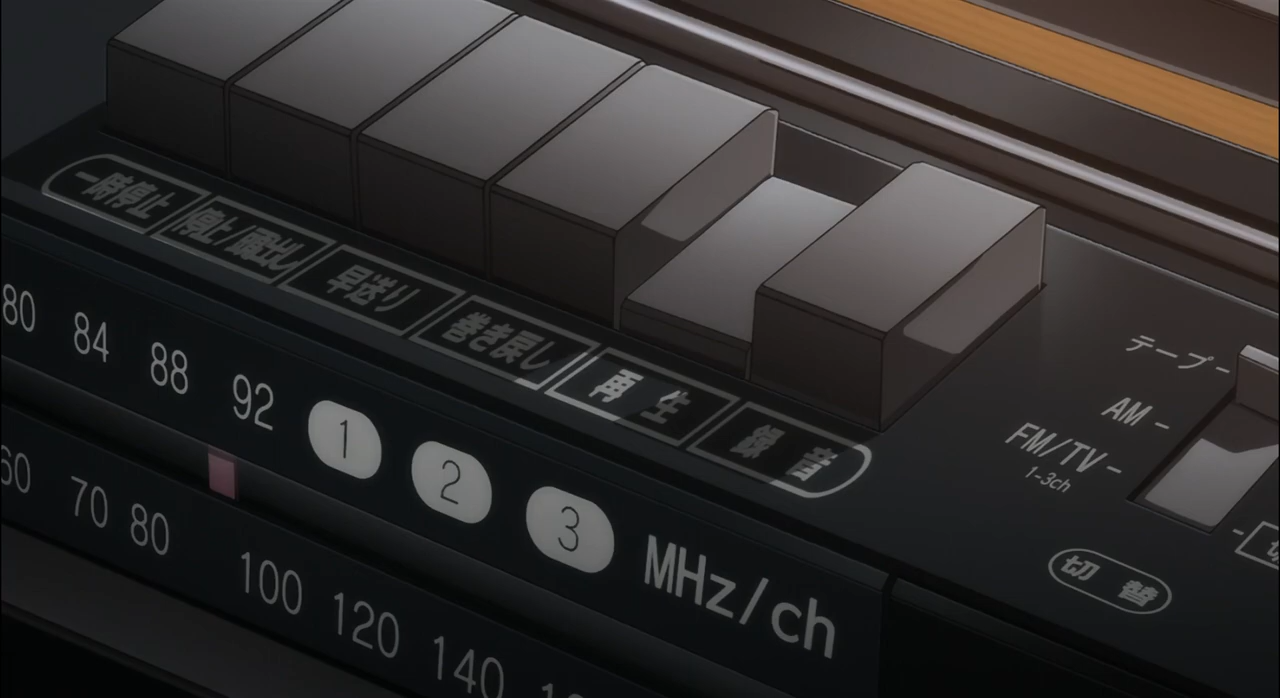 一時停止 停止/頭出し 早送り 巻き戻し 再生 録音
80 84 88 92 1 2 3 MHz/ch
60 70 80 100 120 140
テープ
AM
FM/TV
1-3ch
切替